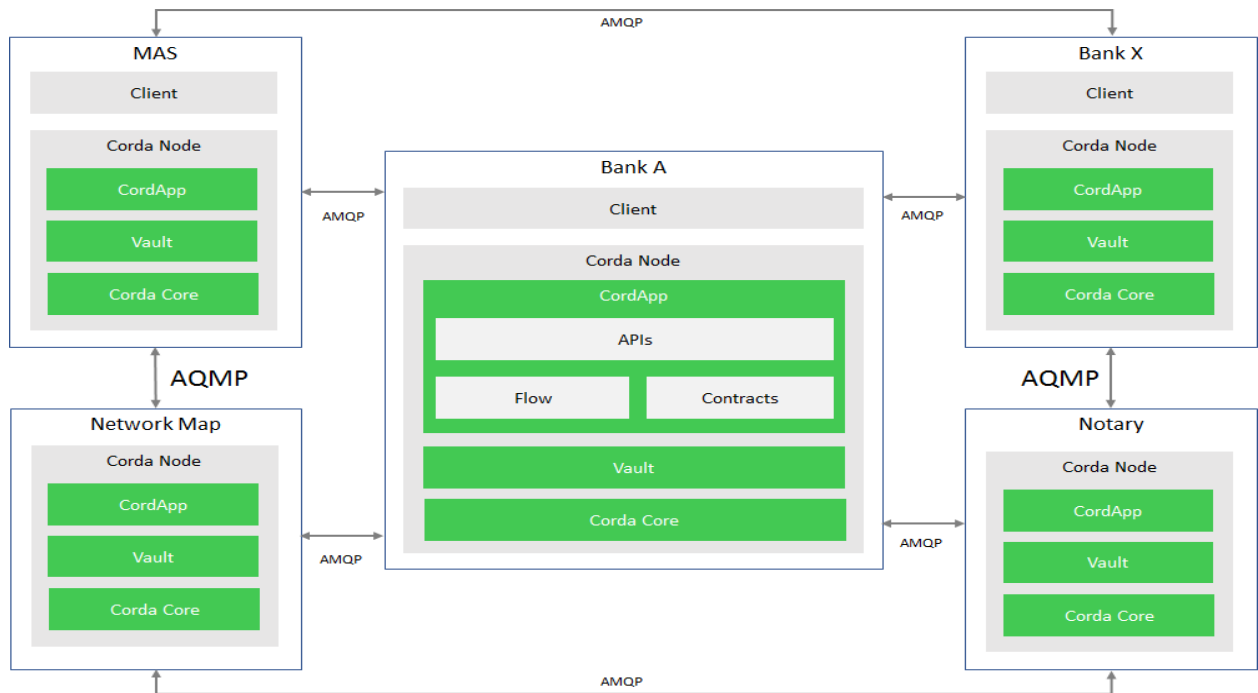 AMQP
MAS
Client
Corda Node
CordApp
Vault
Corda Core
Bank X
Client
Corda Node
CordApp
Vault
Corda Core
AMQP
Bank A
Client
Corda Node
CordApp
APIs
Flow
Contracts
Vault
Corda Core
AMQP
AQMP
AQMP
Network Map
Corda Node
CordApp
Vault
Corda Core
AMQP
AMQP
Notary
Corda Node
CordApp
Vault
Corda Core
AMQP